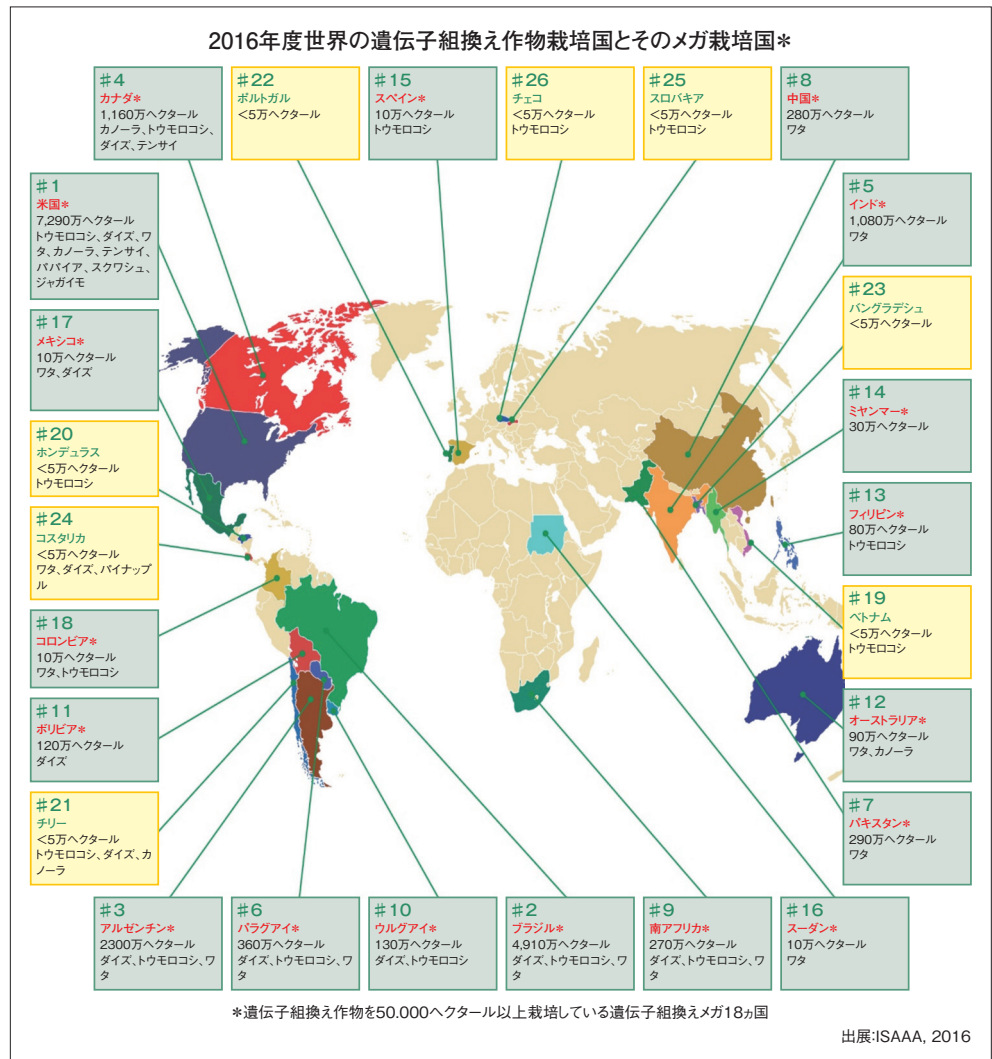 2016年度世界の遺伝子組換え作物栽培国とそのメガ栽培国＊
♯4
カナダ＊
1,160万ヘクタール
カノーラ、トウモロコシ、
ダイズ、テンサイ
♯22
ポルトガル
＜5万ヘクタール
♯15
スペイン＊
10万ヘクタール
トウモロコシ
♯26
チェコ
＜5万ヘクタール
トウモロコシ
♯25
スロバキア
＜5万ヘクタール
トウモロコシ
♯8
中国＊
280万ヘクタール
ワタ
♯1
米国＊
7,290万ヘクタール
トウモロコシ、ダイズ、ワ
タ、カノーラ、テンサイ、
パパイア、スクワシュ、
ジャガイモ
♯17
メキシコ＊
10万ヘクタール
ワタ、ダイズ
♯20
ホンデュラス
＜5万ヘクタール
トウモロコシ
♯24
コスタリカ
＜5万ヘクタール
ワタ、ダイズ、パイナップ
ル
♯18
コロンビア＊
10万ヘクタール
ワタ、トウモロコシ
♯11
ボリビア＊
120万ヘクタール
ダイズ
♯21
チリー
＜5万ヘクタール
トウモロコシ、ダイズ、カ
ノーラ
♯5
インド＊
1,080万ヘクタール
ワタ
♯23
バングラデシュ
＜5万ヘクタール
♯14
ミヤンマー＊
30万ヘクタール
♯13
フィリピン＊
80万ヘクタール
トウモロコシ
♯19
ベトナム
＜5万ヘクタール
トウモロコシ
♯12
オーストラリア＊
90万ヘクタール
ワタ、カノーラ
♯7
パキスタン＊
290万ヘクタール
ワタ
♯3
アルゼンチン＊
2300万ヘクタール
ダイズ、トウモロコシ、ワ
タ
♯6
パラグアイ＊
360万ヘクタール
ダイズ、トウモロコシ、ワ
タ
♯10
ウルグアイ＊
130万ヘクタール
ダイズ、トウモロコシ
♯2
ブラジル＊
4,910万ヘクタール
ダイズ、トウモロコシ、ワ
タ
♯9
南アフリカ＊
270万ヘクタール
ダイズ、トウモロコシ、ワ
タ
♯16
スーダン＊
10万ヘクタール
ワタ
＊遺伝子組換え作物を50.000ヘクタール以上栽培している遺伝子組換えメガ18ヵ国
出展:ISAAA, 2016